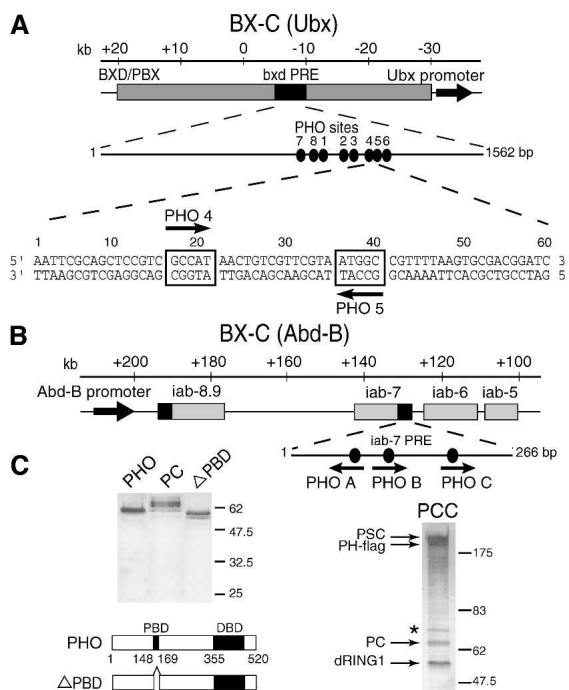 A
BX-C (Ubx)
kb +20 +10 0 -10 -20 -30
BXD/PBX bxd PRE Ubx promoter
PHO sites
7 8 1 2 3 4 5 6
1 1562 bp
PHO 4
1 10 20 30 40 50 60
5' AATTCGCAGCTCCGTC GCCAT AACTGTCGTTCGTA ATGGC CGTTTTAAGTGCGACGGATC 3
3' TTAAGCGTCGAGGCAG CGGTA TTGACAGCAAGCAT TACCG GCAAAATTCACGCTGCCTAG 5
PHO 5
B
BX-C (Abd-B)
kb +200 +180 +160 +140 +120 +100
Abd-B promoter iab-8.9 iab-7 iab-6 iab-5
iab-7 PRE
1 266 bp
PHO A PHO B PHO C
C
PHO PC △PBD
62
47.5
32.5
25
PBD DBD
PHO
1 148 169 355 520
△PBD
PCC
PSC
PH-flag
175
83
*
PC
62
dRING1
47.5